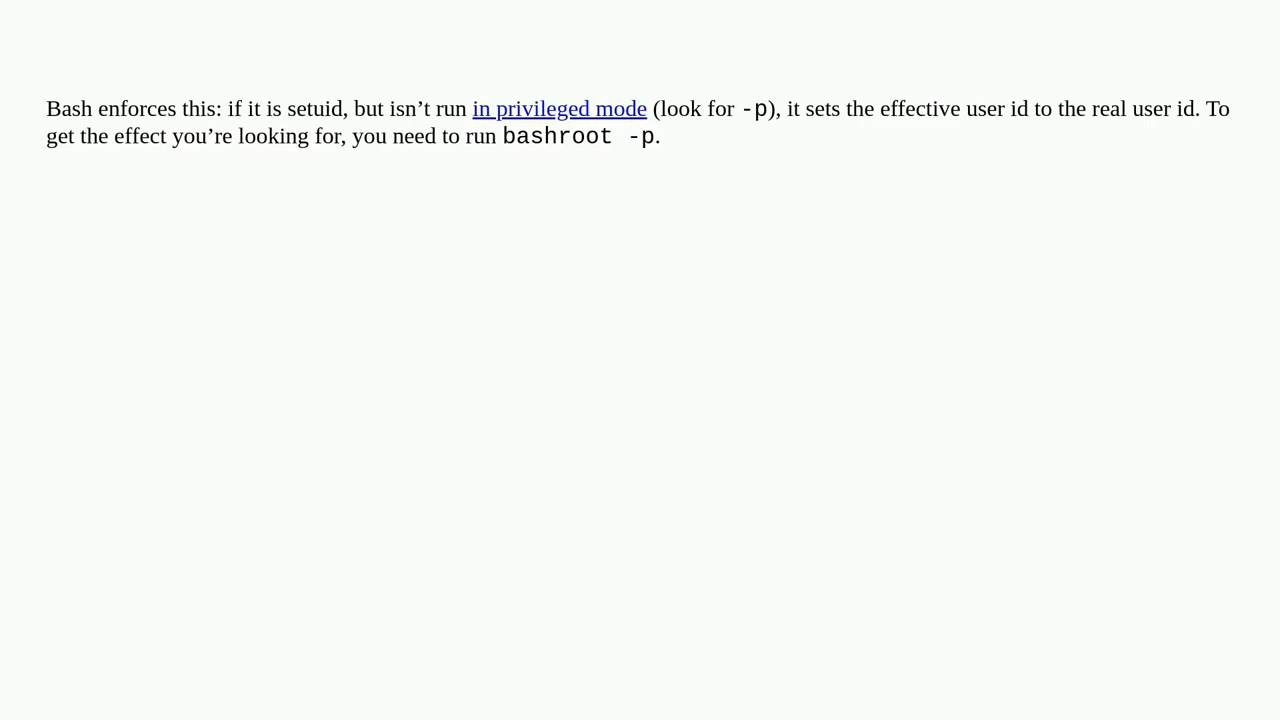 Bash enforces this: if it is setuid, but isn’t run in privileged mode (look for -p), it sets the effective user id to the real user id. To
get the effect you’re looking for, you need to run bashroot -p.